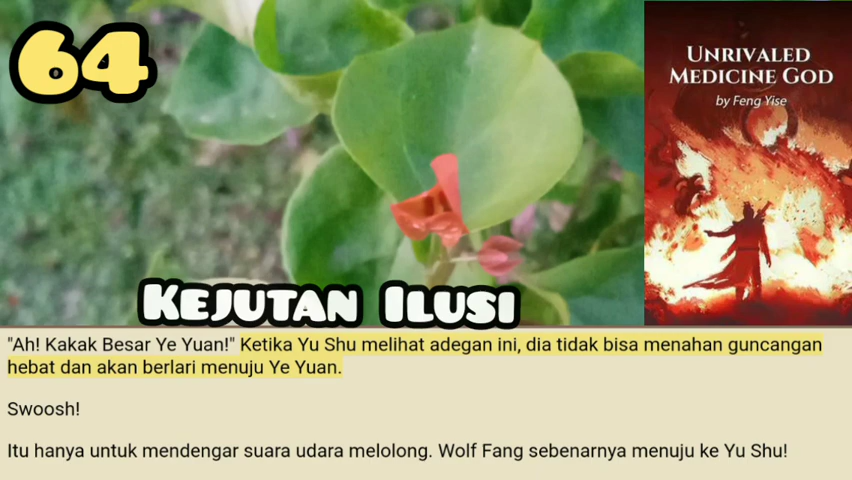 64
UNRIVALED
MEDICINE GOD
by Feng Yise
KEJUTAN ILUSI
"Ah! Kakak Besar Ye Yuan!" Ketika Yu Shu melihat adegan ini, dia tidak bisa menahan guncangan
hebat dan akan berlari menuju Ye Yuan.
Swoosh!
Itu hanya untuk mendengar suara udara melolong. Wolf Fang sebenarnya menuju ke Yu Shu!